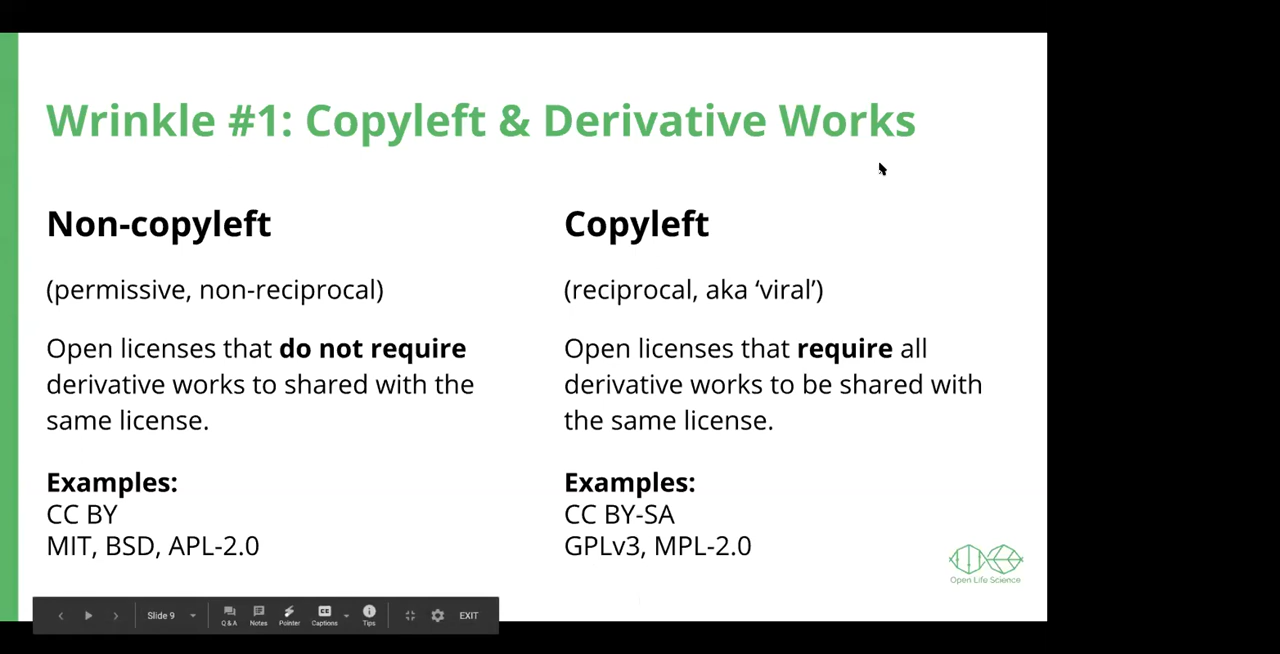 Wrinkle #1: Copyleft & Derivative Works
Non-copyleft
(permissive, non-reciprocal)
Open licenses that do not require
derivative works to shared with the
same license.
Examples:
CC BY
MIT, BSD, APL-2.0
Copyleft
(reciprocal, aka ‘viral’)
Open licenses that require all
derivative works to be shared with
the same license.
Examples:
CC BY-SA
GPLv3, MPL-2.0
Open Life Science
Slide 9
Q&A
Notes
Pointer
CC
Captions
Tips
EXIT